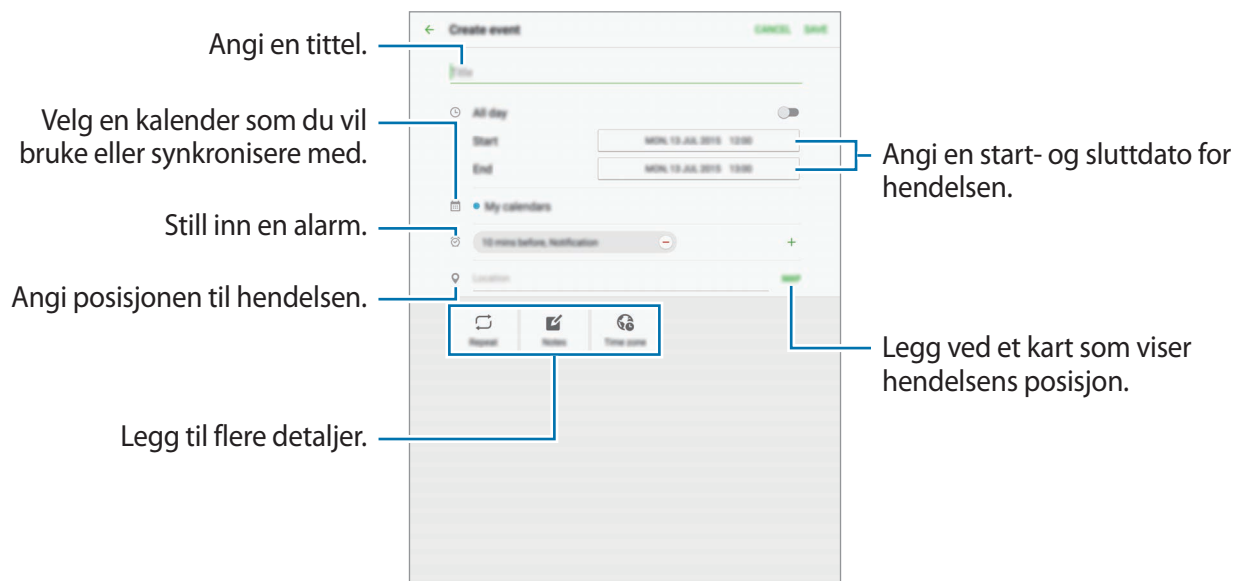 Create event
CANCEL SAVE
Angi en tittel.
Title
All day
Velg en kalender som du vil
bruke eller synkronisere med.
Start MON, 13 JUL 2015 12:00
End MON, 13 JUL 2015 13:00
Angi en start- og sluttdato for
hendelsen.
My calendars
Still inn en alarm.
10 mins before, Notification
Angi posisjonen til hendelsen.
Location
MAP
Repeat
Notes
Time zone
Legg ved et kart som viser
hendelsens posisjon.
Legg til flere detaljer.